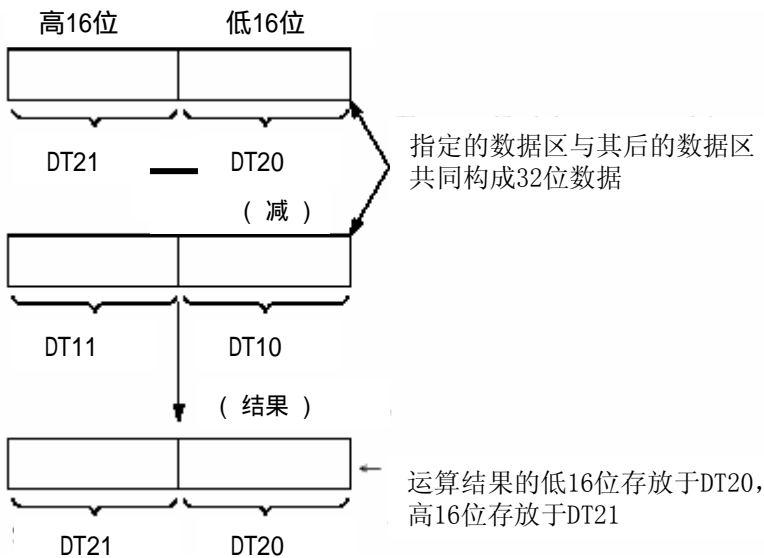 高16位 低16位
DT21 — DT20
指定的数据区与其后的数据区
共同构成32位数据
( 减 )
DT11 DT10
( 结果 )
运算结果的低16位存放于DT20,
高16位存放于DT21
DT21 DT20